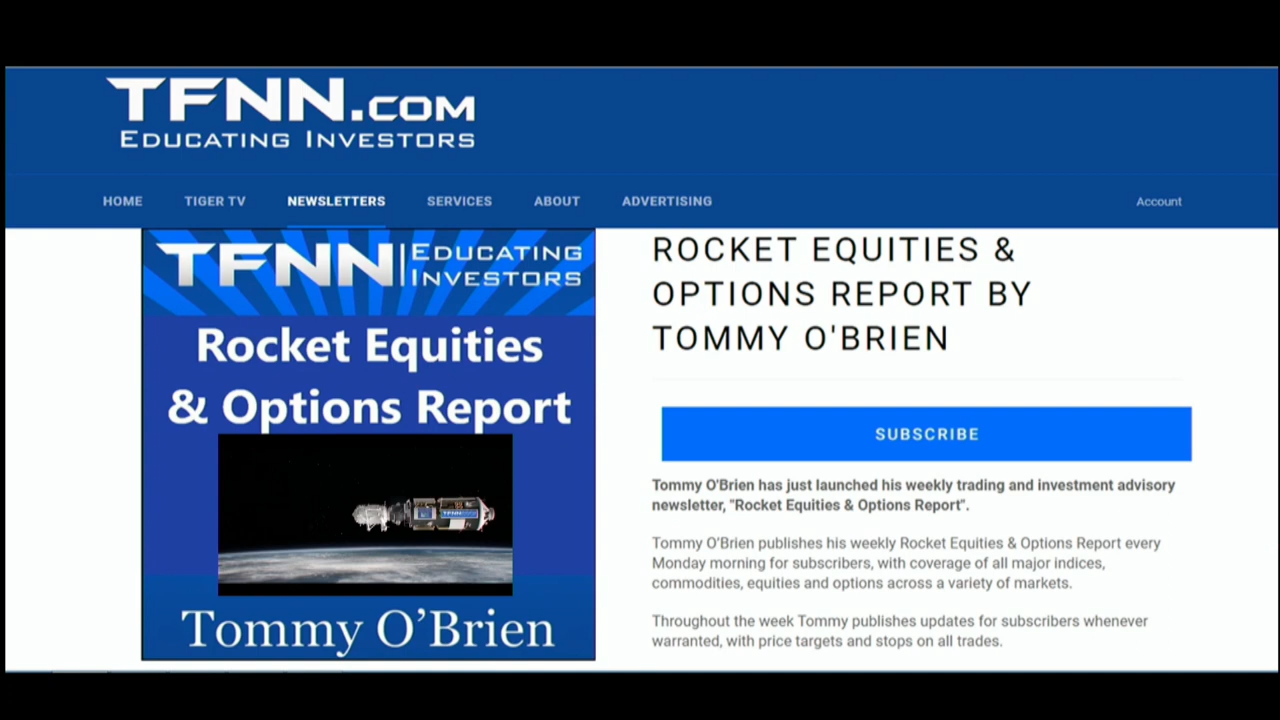 TFNN.COM
EDUCATING INVESTORS
HOME TIGER TV NEWSLETTERS SERVICES ABOUT ADVERTISING Account
TFNN | EDUCATING
INVESTORS
Rocket Equities
& Options Report
TFNN
Tommy O'Brien
ROCKET EQUITIES &
OPTIONS REPORT BY
TOMMY O'BRIEN
SUBSCRIBE
Tommy O'Brien has just launched his weekly trading and investment advisory
newsletter, "Rocket Equities & Options Report".
Tommy O'Brien publishes his weekly Rocket Equities & Options Report every
Monday morning for subscribers, with coverage of all major indices,
commodities, equities and options across a variety of markets.
Throughout the week Tommy publishes updates for subscribers whenever
warranted, with price targets and stops on all trades.